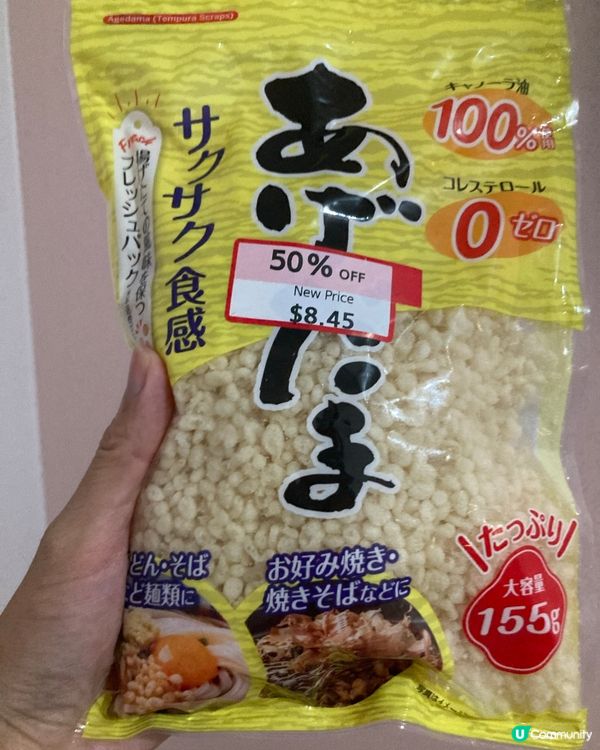 Agedama (Tempura Scraps)
キャノーラ油
100%使用
コレステロール
0ゼロ
サクサク食感
揚げたての風味を保つ
フレッシュパック
あげだま
50% OFF
New Price
$8.45
どん・そば
ど麺類に
お好み焼き・
焼きそばなどに
たっぷり
大容量
155g
U Community